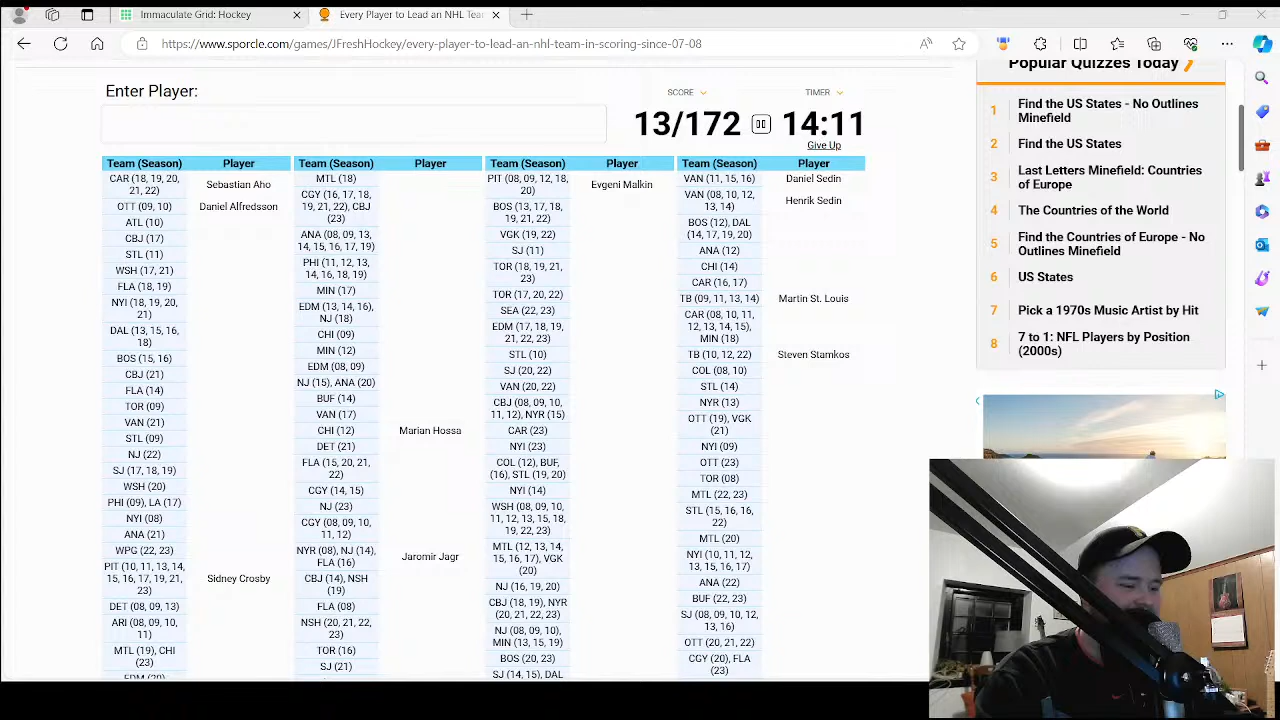 Immaculate Grid: Hockey
Every Player to Lead an NHL Team
https://www.sporcle.com/games/JFreshHockey/every-player-to-lead-an-nhl-team-in-scoring-since-07-08
Enter Player:
SCORE
TIMER
13/172
14:11
Give Up
Team (Season) Player
CAR (18, 19, 20,
21, 22)
Sebastian Aho
OTT (09, 10)
Daniel Alfredsson
ATL (10)
CBJ (17)
STL (11)
WSH (17, 21)
FLA (18, 19)
NYI (18, 19, 20,
21)
DAL (13, 15, 16,
18)
BOS (15, 16)
CBJ (21)
FLA (14)
TOR (09)
VAN (21)
STL (09)
NJ (22)
SJ (17, 18, 19)
WSH (20)
PHI (09), LA (17)
NYI (08)
ANA (21)
WPG (22, 23)
PIT (10, 11, 13, 14,
15, 16, 17, 19, 21,
23)
Sidney Crosby
DET (08, 09, 13)
ARI (08, 09, 10,
11)
MTL (19), CHI
(23)
Team (Season) Player
MTL (18)
CGY (16, 17, 18,
19, 21, 22), CBJ
(23)
ANA (08, 09, 13,
14, 15, 16, 17, 19)
PHI (11, 12, 13,
14, 16, 18, 19)
MIN (17)
EDM (13, 14, 16),
NJ (18)
CHI (09)
MIN (12)
EDM (08, 09)
NJ (15), ANA (20)
BUF (14)
VAN (17)
CHI (12)
Marian Hossa
DET (21)
FLA (15, 20, 21,
22)
CGY (14, 15)
NJ (23)
CGY (08, 09, 10,
11, 12)
NYR (08), NJ (14),
FLA (16)
Jaromir Jagr
CBJ (14), NSH
(19)
FLA (08)
NSH (20, 21, 22,
23)
TOR (16)
SJ (21)
Team (Season) Player
PIT (08, 09, 12, 18,
20)
Evgeni Malkin
BOS (13, 17, 18,
19, 21, 22)
VGK (19, 22)
SJ (11)
TOR (18, 19, 21,
23)
TOR (17, 20, 22)
SEA (22, 23)
EDM (17, 18, 19,
21, 22, 23)
STL (10)
SJ (20, 22)
VAN (20, 22)
CBJ (08, 09, 10,
11, 12), NYR (15)
CAR (23)
NYI (23)
COL (12), BUF,
(16), STL (19, 20)
NYI (14)
WSH (08, 09, 10,
11, 12, 13, 15, 18,
19, 22, 23)
MTL (12, 13, 14,
15, 16, 17), VGK
(20)
NJ (16, 19, 20)
CBJ (18, 19), NYR
(20, 21, 22, 23)
NJ (08, 09, 10),
MIN (13, 15, 19)
BOS (20, 23)
SJ (14, 15), DAL
Team (Season) Player
VAN (11, 15, 16)
Daniel Sedin
VAN (08, 10, 12,
13, 14)
Henrik Sedin
BOS (12), DAL
(14, 17, 19, 20)
ANA (12)
CHI (14)
CAR (16, 17)
TB (09, 11, 13, 14)
Martin St. Louis
CAR (08, 10, 11,
12, 13, 14, 15),
MIN (18)
TB (10, 12, 22)
Steven Stamkos
COL (08, 10)
STL (14)
NYR (13)
OTT (19), VGK
(21)
NYI (09)
OTT (23)
TOR (08)
MTL (22, 23)
STL (15, 16, 16,
22)
MTL (20)
NYI (10, 11, 12,
13, 15, 16, 17)
ANA (22)
BUF (22, 23)
SJ (08, 09, 10, 12,
13, 16)
OTT (20, 21, 22)
CGY (20), FLA
(23)
Popular Quizzes Today
1 Find the US States - No Outlines
Minefield
2 Find the US States
3 Last Letters Minefield: Countries
of Europe
4 The Countries of the World
5 Find the Countries of Europe - No
Outlines Minefield
6 US States
7 Pick a 1970s Music Artist by Hit
8 7 to 1: NFL Players by Position
(2000s)